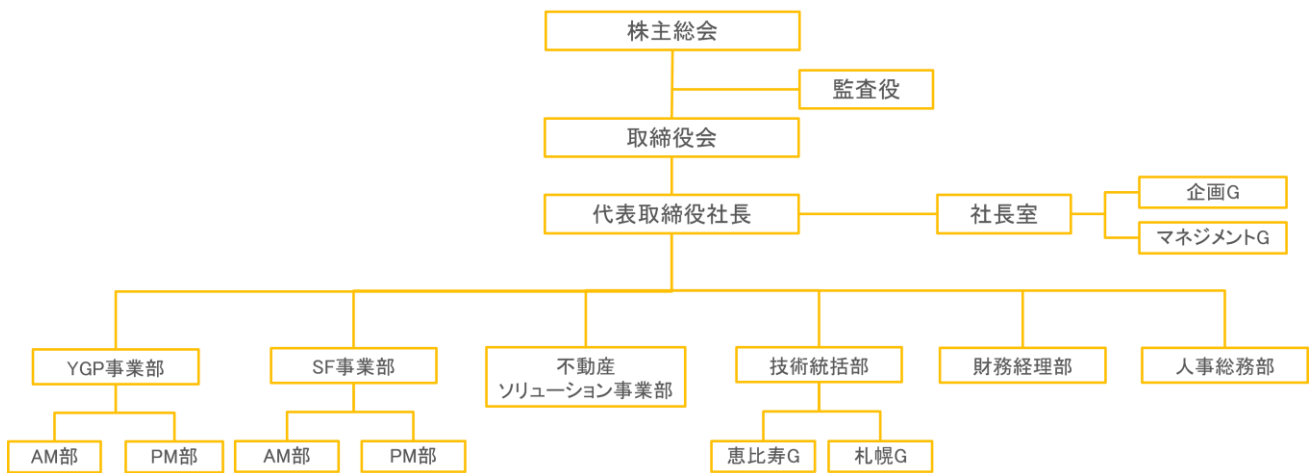 株主総会
監査役
取締役会
代表取締役社長
社長室
企画G
マネジメントG
YGP事業部
SF事業部
不動産
ソリューション事業部
技術統括部
財務経理部
人事総務部
AM部
PM部
AM部
PM部
恵比寿G
札幌G